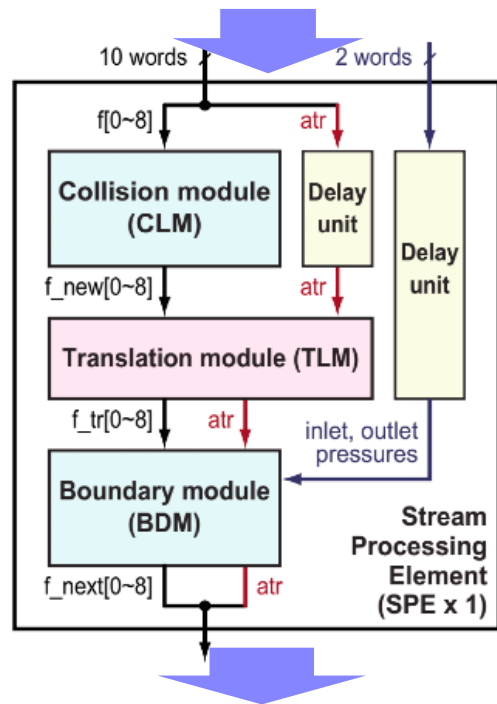 10 words
2 words
f[0~8]
atr
Collision module
(CLM)
Delay
unit
Delay
unit
f_new[0~8]
atr
Translation module (TLM)
f_tr[0~8]
atr
inlet, outlet
pressures
Boundary module
(BDM)
Stream
Processing
Element
(SPE x 1)
f_next[0~8]
atr